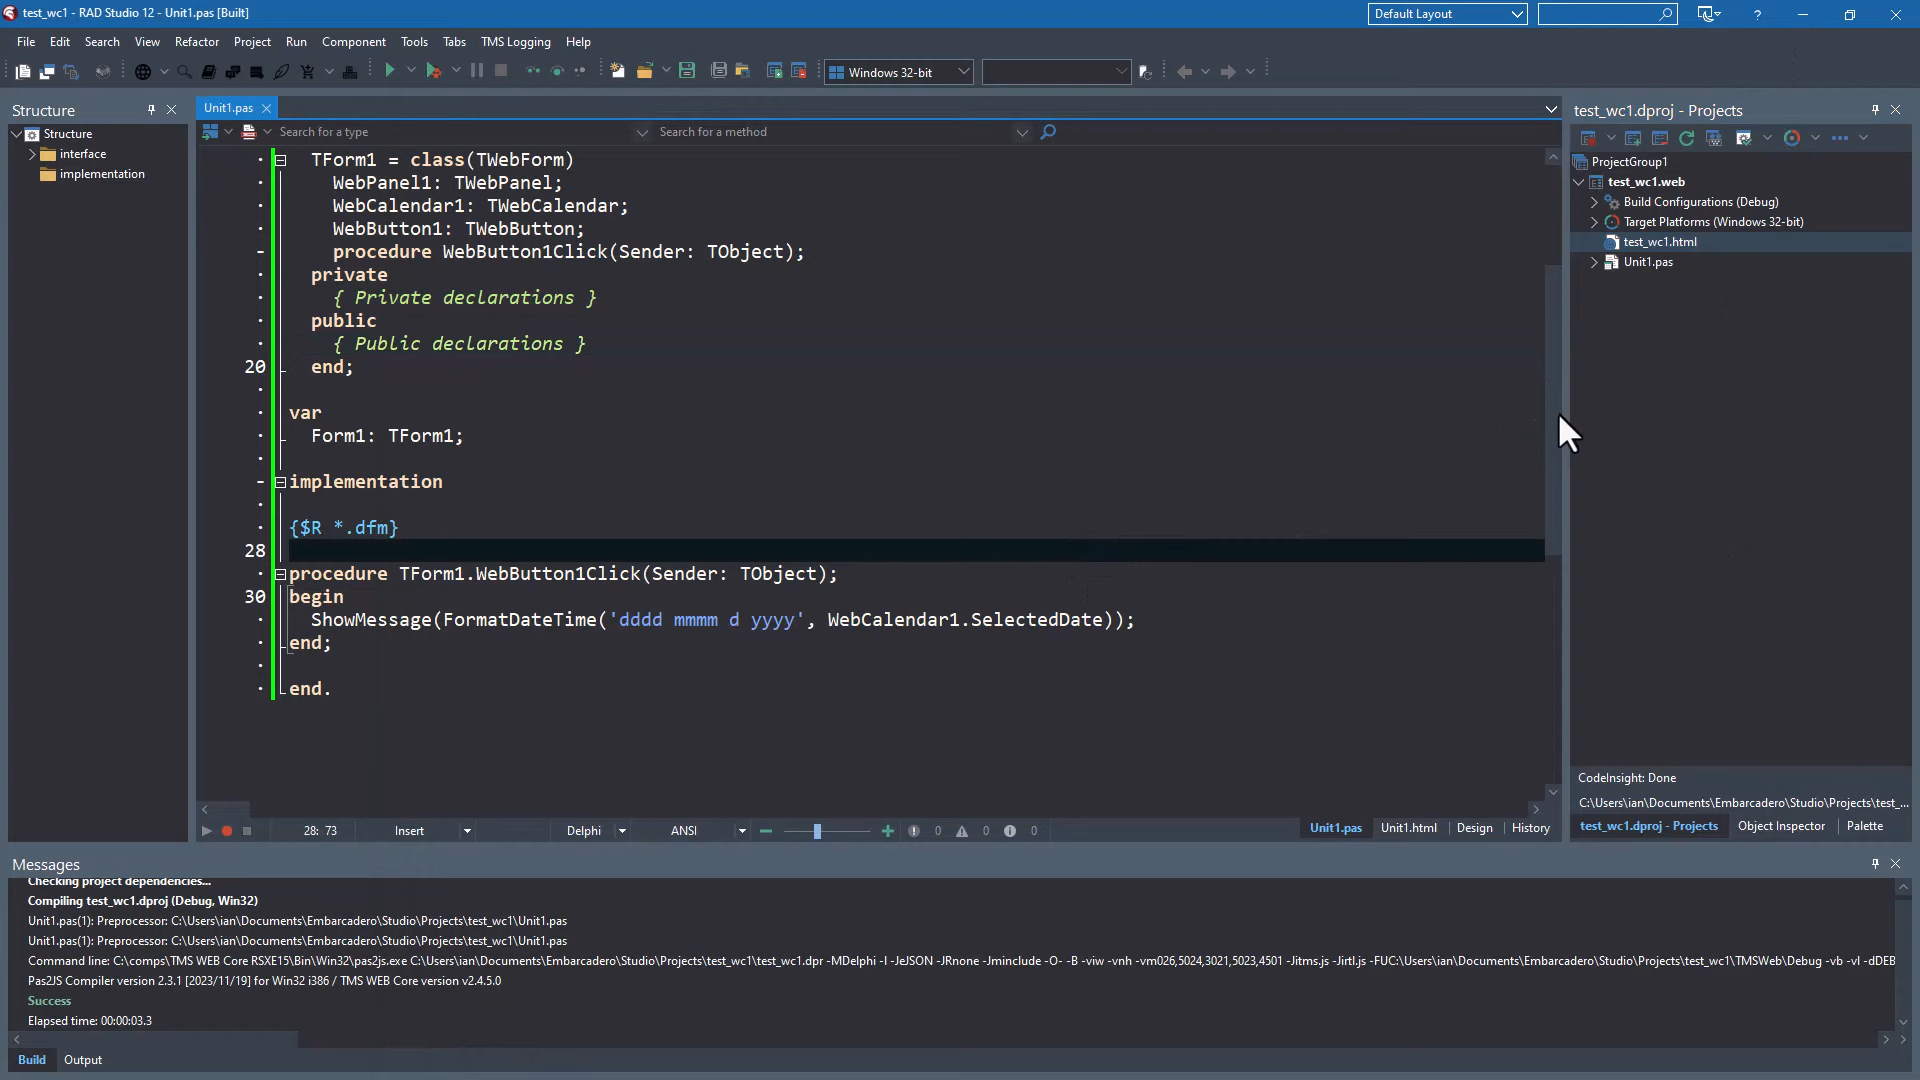 test_wc1 - RAD Studio 12 - Unit1.pas [Built]
Default Layout
File Edit Search View Refactor Project Run Component Tools Tabs TMS Logging Help
Windows 32-bit
Structure
Structure
interface
implementation
Unit1.pas
Search for a type
Search for a method
TForm1 = class(TWebForm)
WebPanel1: TWebPanel;
WebCalendar1: TWebCalendar;
WebButton1: TWebButton;
procedure WebButton1Click(Sender: TObject);
private
{ Private declarations }
public
{ Public declarations }
20 end;
var
Form1: TForm1;
implementation
{$R *.dfm}
28
procedure TForm1.WebButton1Click(Sender: TObject);
30 begin
ShowMessage(FormatDateTime('dddd mmmm d yyyy', WebCalendar1.SelectedDate));
end;
end.
28: 73
Insert
Delphi
ANSI
0 0 0
Unit1.pas Unit1.html Design History
test_wc1.dproj - Projects
ProjectGroup1
test_wc1.web
Build Configurations (Debug)
Target Platforms (Windows 32-bit)
test_wc1.html
Unit1.pas
CodeInsight: Done
C:\Users\ian\Documents\Embarcadero\Studio\Projects\test_...
test_wc1.dproj - Projects Object Inspector Palette
Messages
Checking project dependencies...
Compiling test_wc1.dproj (Debug, Win32)
Unit1.pas(1): Preprocessor: C:\Users\ian\Documents\Embarcadero\Studio\Projects\test_wc1\Unit1.pas
Unit1.pas(1): Preprocessor: C:\Users\ian\Documents\Embarcadero\Studio\Projects\test_wc1\Unit1.pas
Command line: C:\comps\TMS WEB Core RSXE15\Bin\Win32\pas2js.exe C:\Users\ian\Documents\Embarcadero\Studio\Projects\test_wc1\test_wc1.dpr -MDelphi -l -JeJSON -JRnone -Jminclude -O- -B -viw -vnh -vm026,5024,3021,5023,4501 -Jitms.js -Jirtl.js -FUC:\Users\ian\Documents\Embarcadero\Studio\Projects\test_wc1\TMSWeb\Debug -vb -vl -dDEB
Pas2JS Compiler version 2.3.1 [2023/11/19] for Win32 i386 / TMS WEB Core version v2.4.5.0
Success
Elapsed time: 00:00:03.3
Build Output